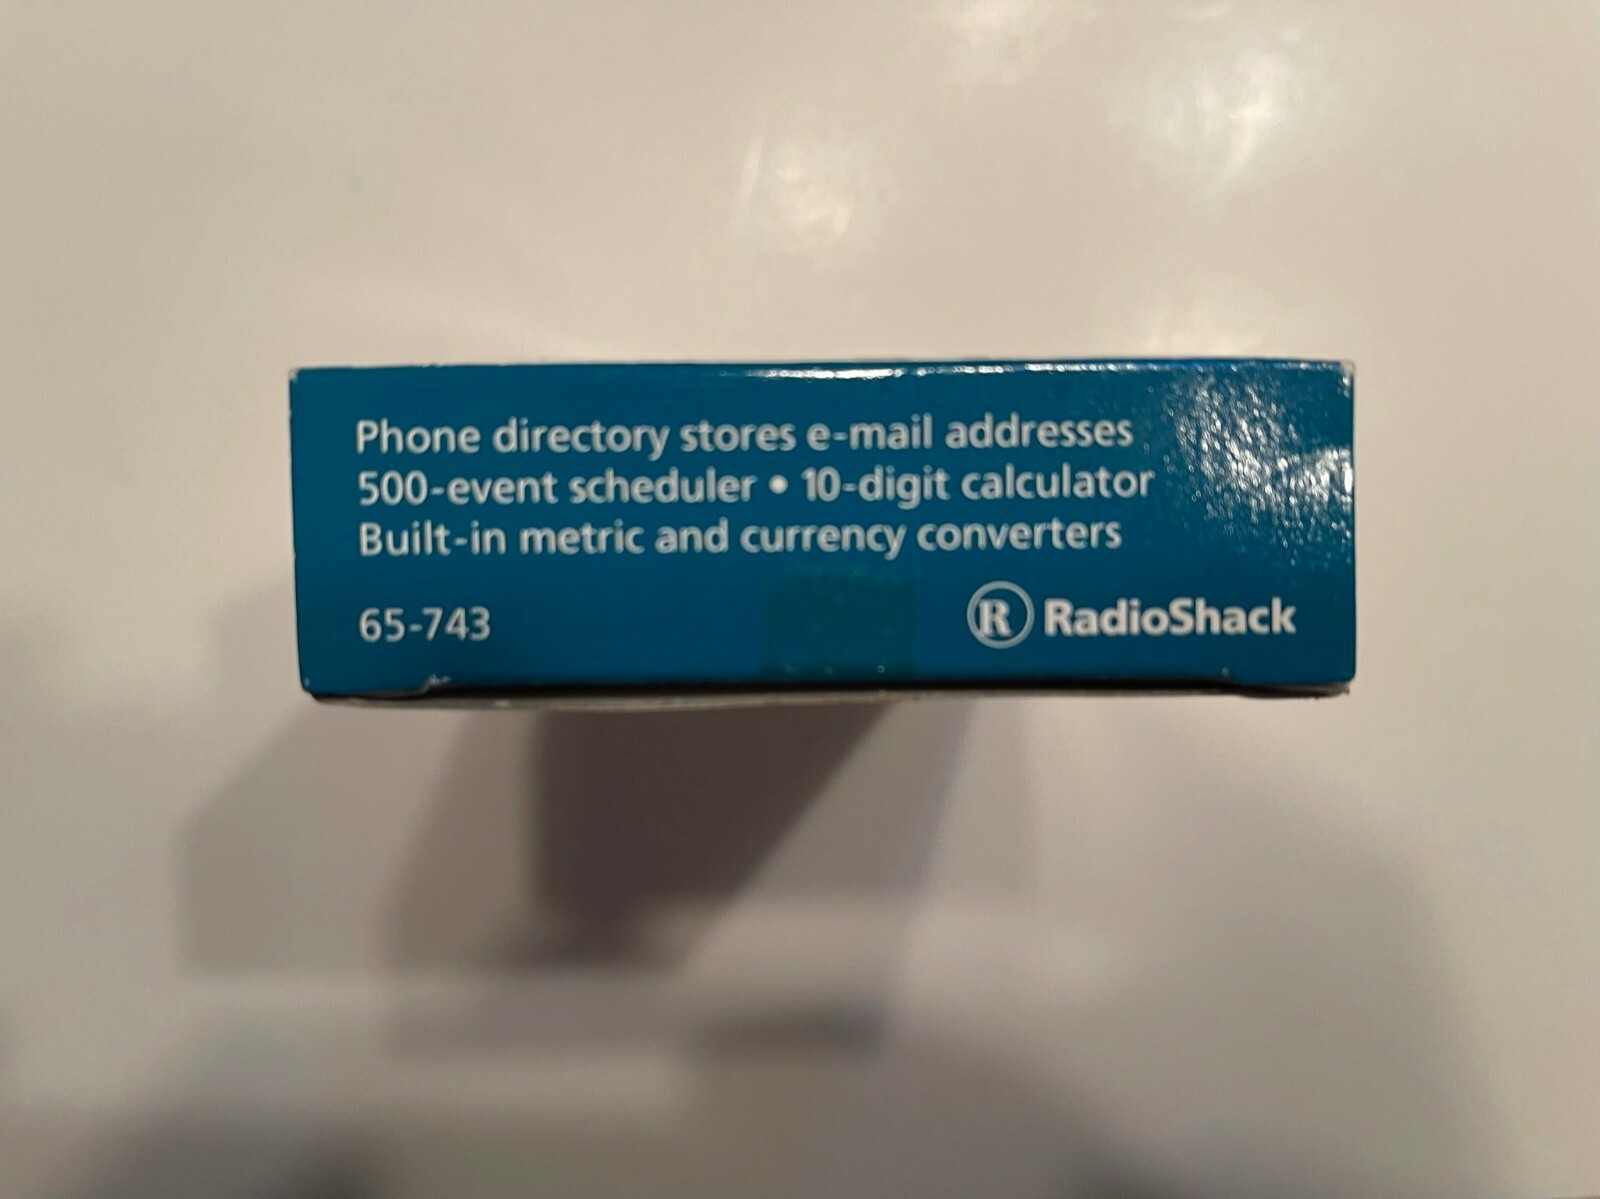 Phone directory stores e-mail addresses
500-event scheduler • 10-digit calculator
Built-in metric and currency converters
65-743
R RadioShack